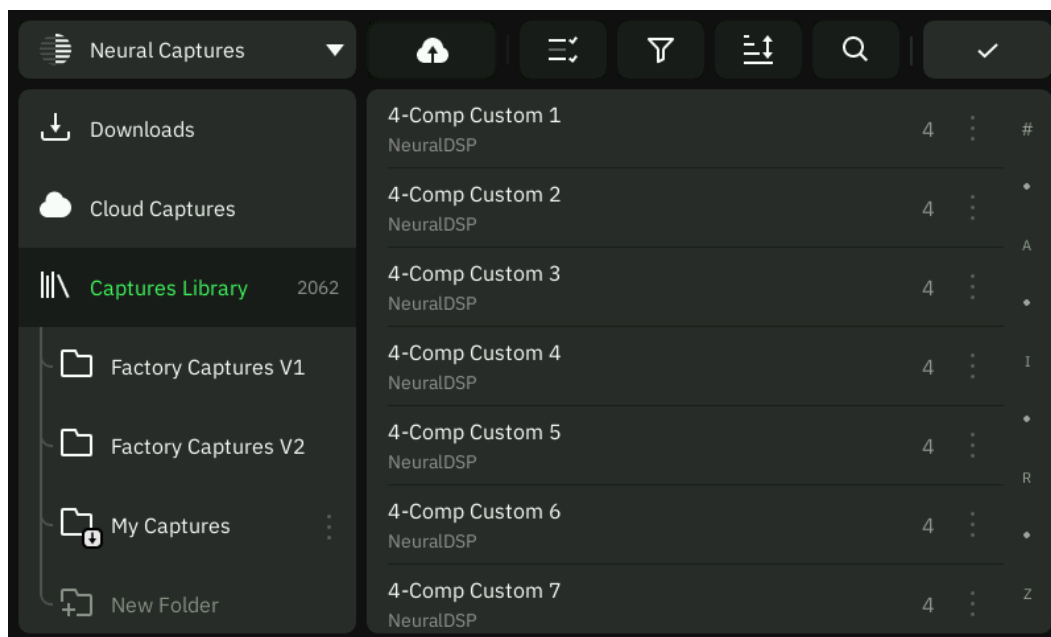 Neural Captures
Downloads
Cloud Captures
Captures Library 2062
Factory Captures V1
Factory Captures V2
My Captures
New Folder
4-Comp Custom 1
NeuralDSP
4
4-Comp Custom 2
NeuralDSP
4
4-Comp Custom 3
NeuralDSP
4
4-Comp Custom 4
NeuralDSP
4
4-Comp Custom 5
NeuralDSP
4
4-Comp Custom 6
NeuralDSP
4
4-Comp Custom 7
NeuralDSP
4
#
A
I
R
Z